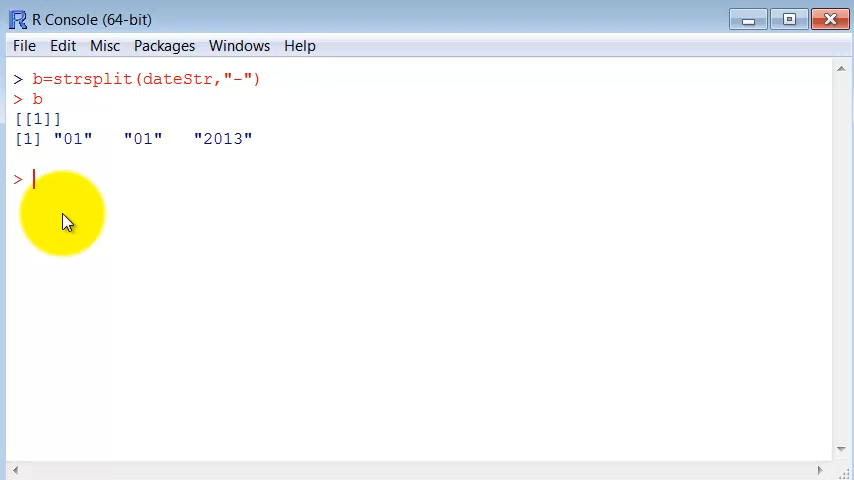 R Console (64-bit)
File Edit Misc Packages Windows Help
> b=strsplit(dateStr,"-")
> b
[[1]]
[1] "01"   "01"   "2013"
>